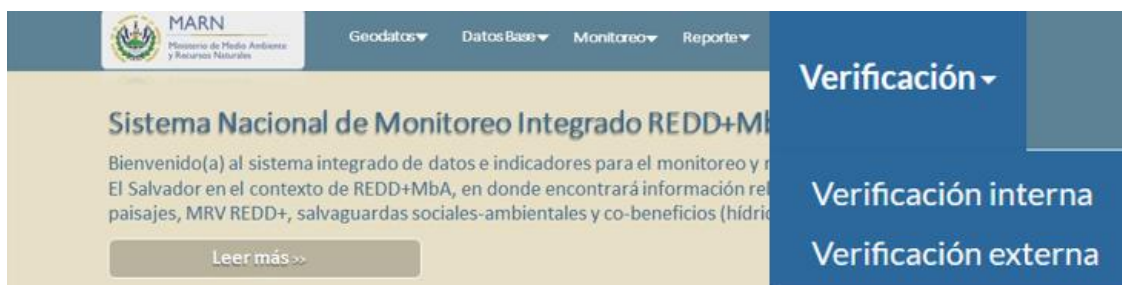 MARN
Ministerio de Medio Ambiente
y Recursos Naturales
Geodatos
DatosBase
Monitoreo
Reporte
Verificación
Verificación interna
Verificación externa
Sistema Nacional de Monitoreo Integrado REDD+Mb
Bienvenido(a) al sistema integrado de datos e indicadores para el monitoreo y
El Salvador en el contexto de REDD+MbA, en donde encontrará información
paisajes, MRV REDD+, salvaguardas sociales-ambientales y co-beneficios
Leer más >>